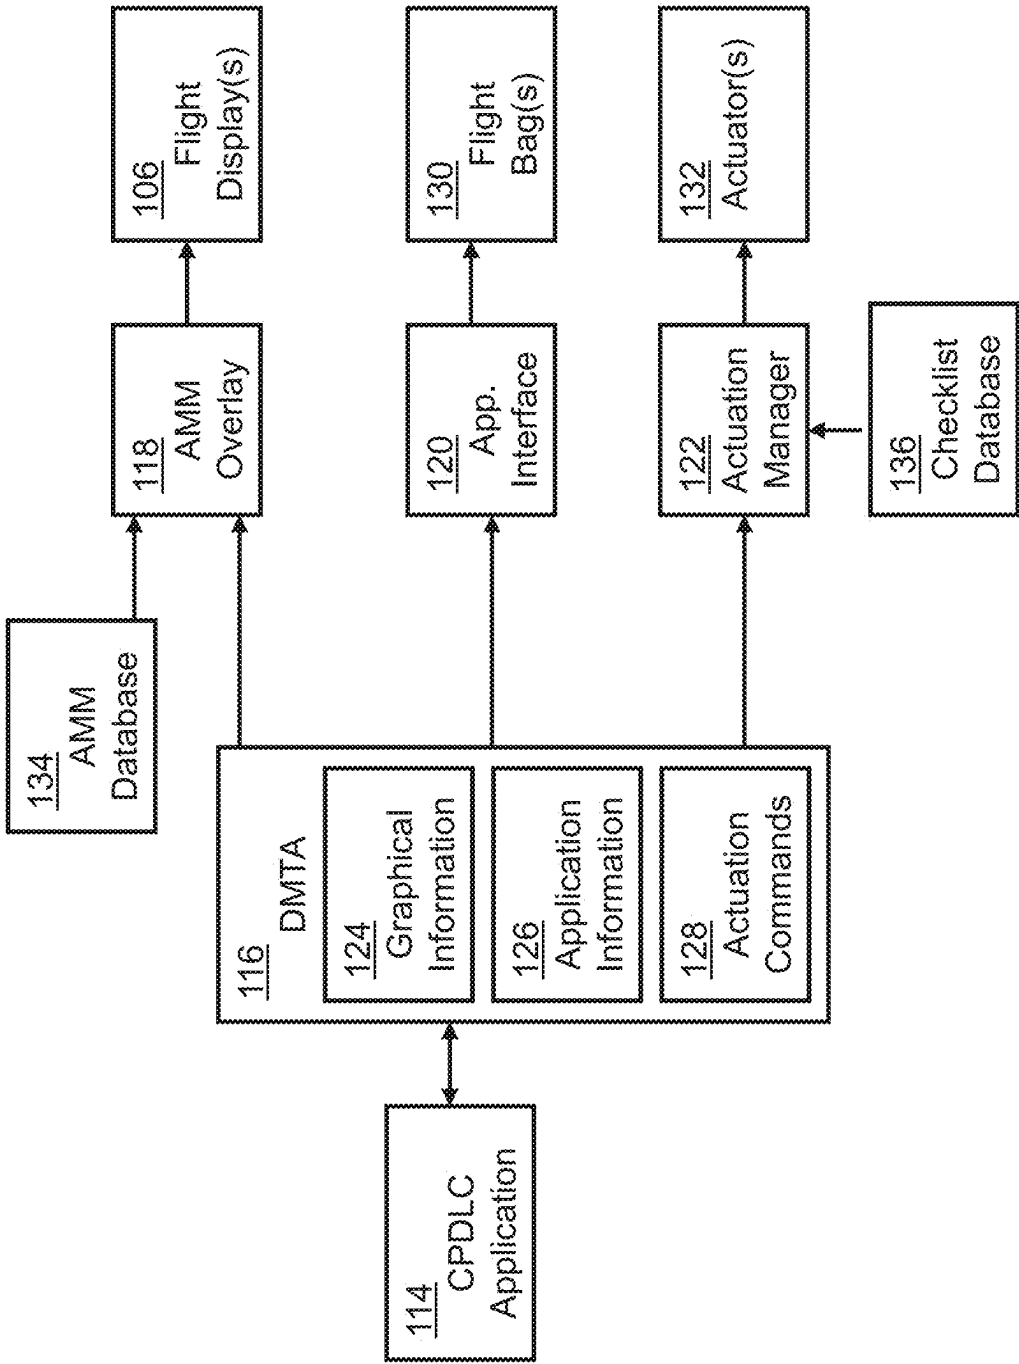 134
AMM
Database
118
AMM
Overlay
106
Flight
Display(s)
114
CPDLC
Application
116
DMTA
124
Graphical
Information
126
Application
Information
128
Actuation
Commands
120
App.
Interface
130
Flight
Bag(s)
122
Actuation
Manager
132
Actuator(s)
136
Checklist
Database